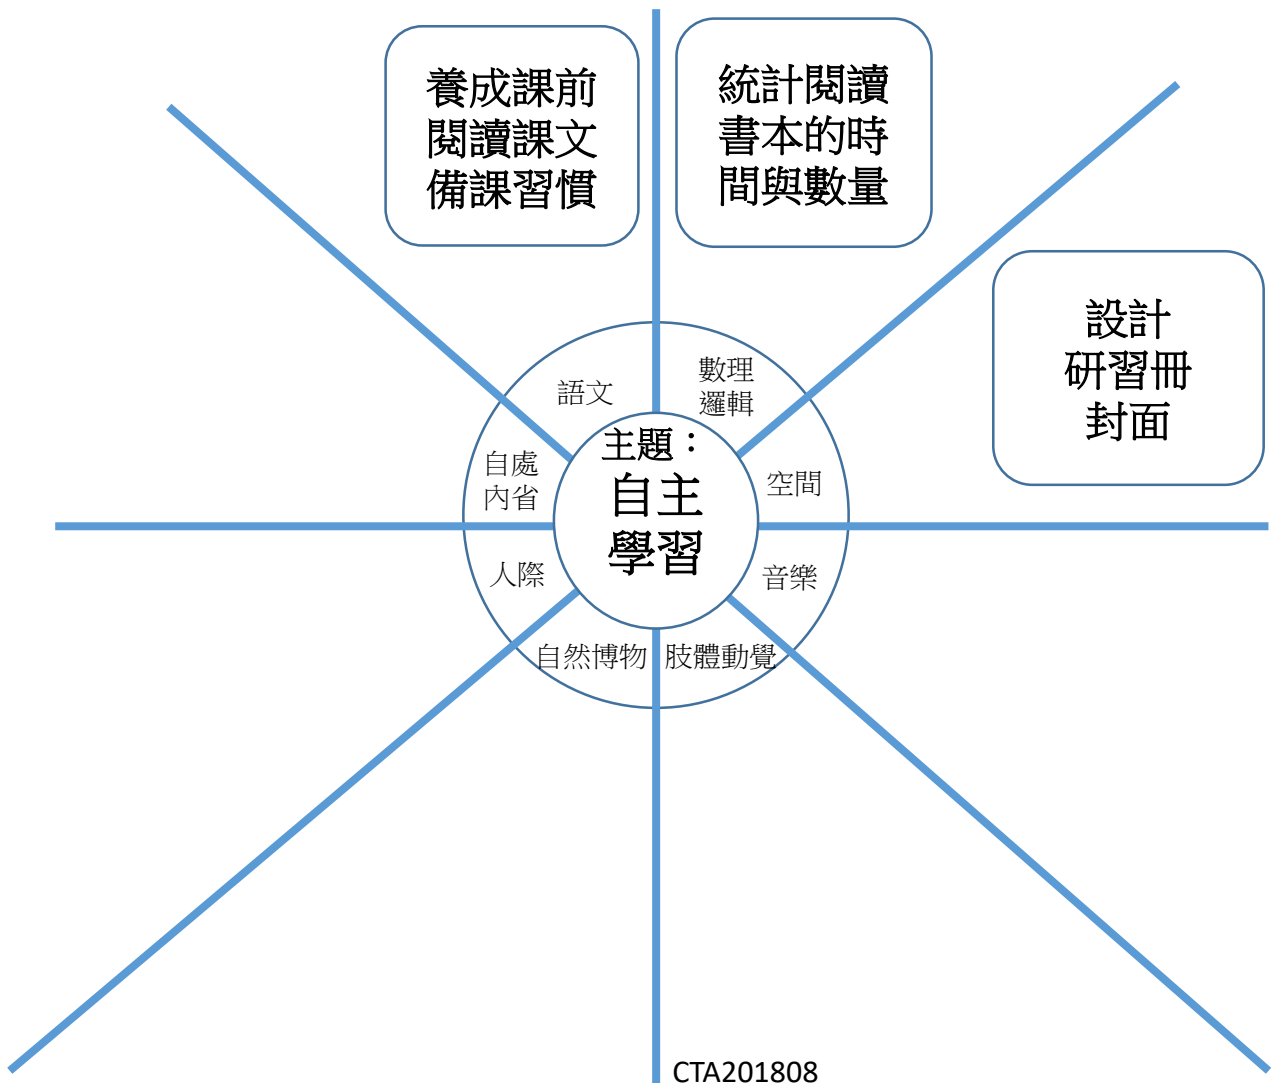 養成課前
閱讀課文
備課習慣
統計閱讀
書本的時
間與數量
設計
研習冊
封面
語文
數理
邏輯
自處
內省
主題：
自主
學習
空間
人際
音樂
自然博物
肢體動覺
CTA201808